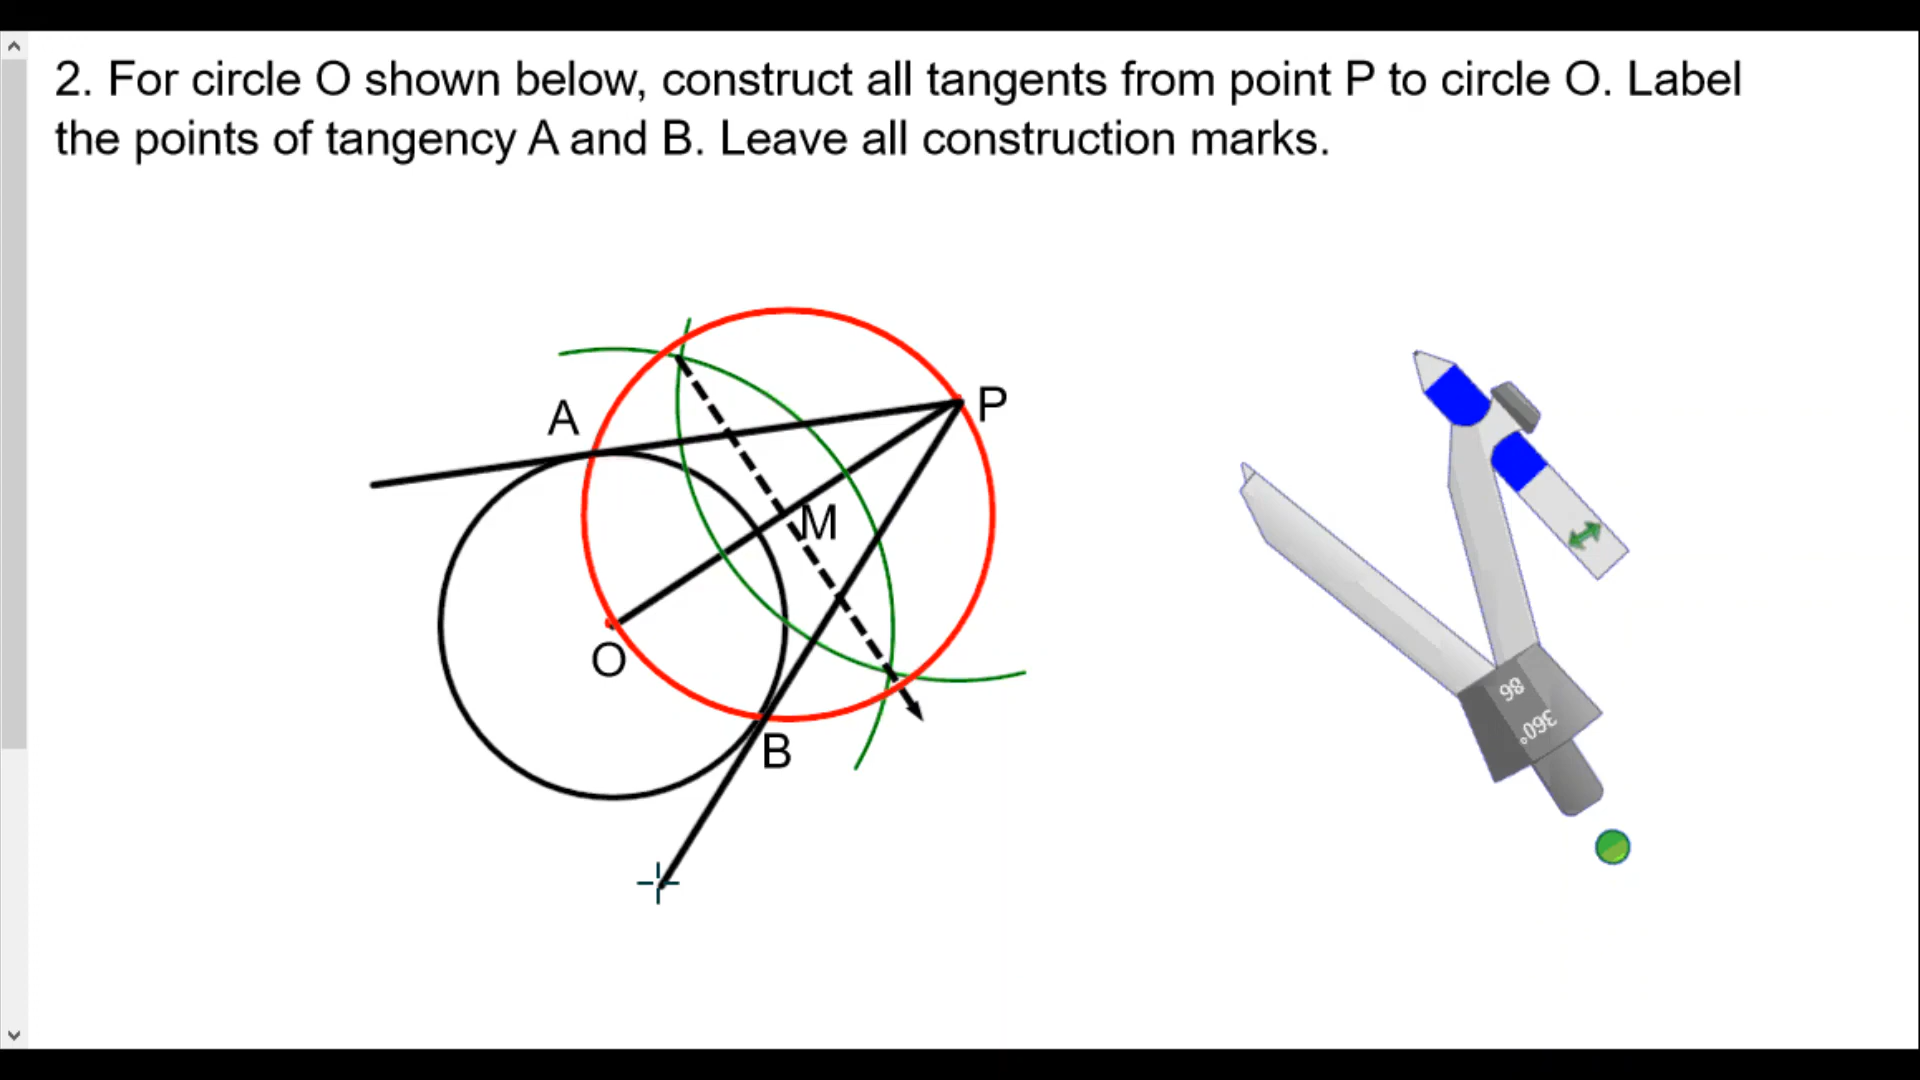 2. For circle O shown below, construct all tangents from point P to circle O. Label
the points of tangency A and B. Leave all construction marks.
A
P
M
O
B
98
360°